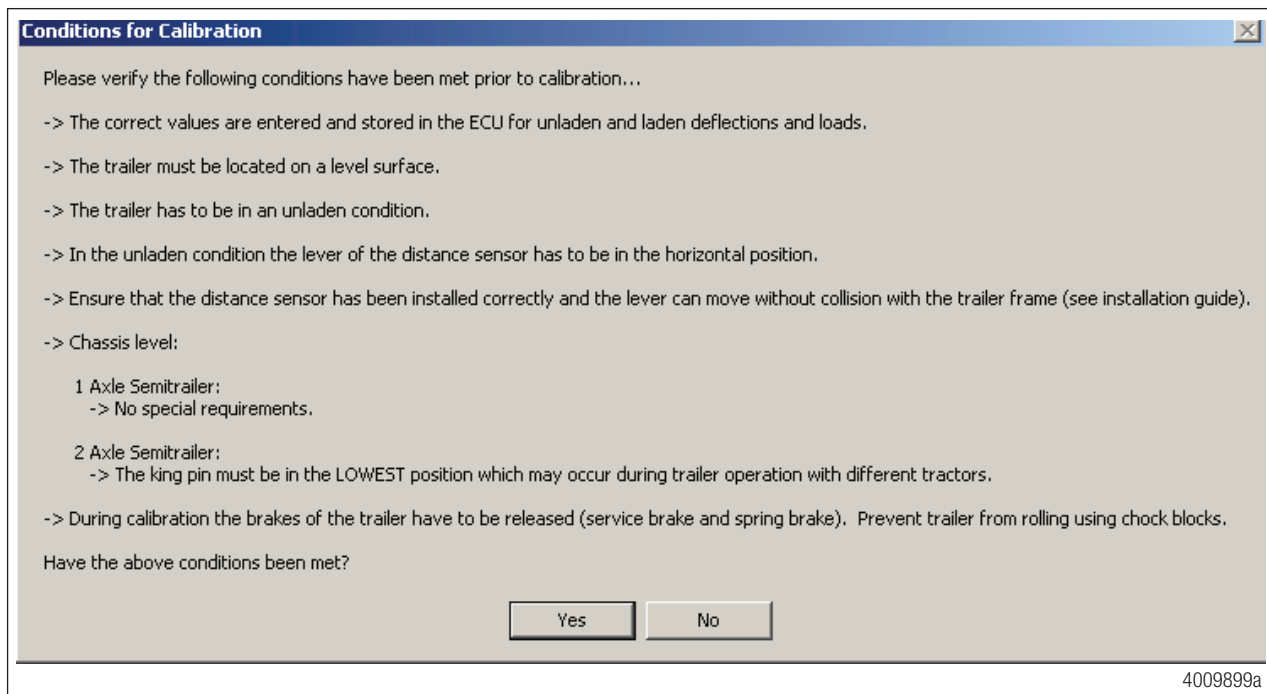 Conditions for Calibration
Please verify the following conditions have been met prior to calibration...
-> The correct values are entered and stored in the ECU for unladen and laden deflections and loads.
-> The trailer must be located on a level surface.
-> The trailer has to be in an unladen condition.
-> In the unladen condition the lever of the distance sensor has to be in the horizontal position.
-> Ensure that the distance sensor has been installed correctly and the lever can move without collision with the trailer frame (see installation guide).
-> Chassis level:
1 Axle Semitrailer:
-> No special requirements.
2 Axle Semitrailer:
-> The king pin must be in the LOWEST position which may occur during trailer operation with different tractors.
-> During calibration the brakes of the trailer have to be released (service brake and spring brake).  Prevent trailer from rolling using chock blocks.
Have the above conditions been met?
Yes No
4009899a